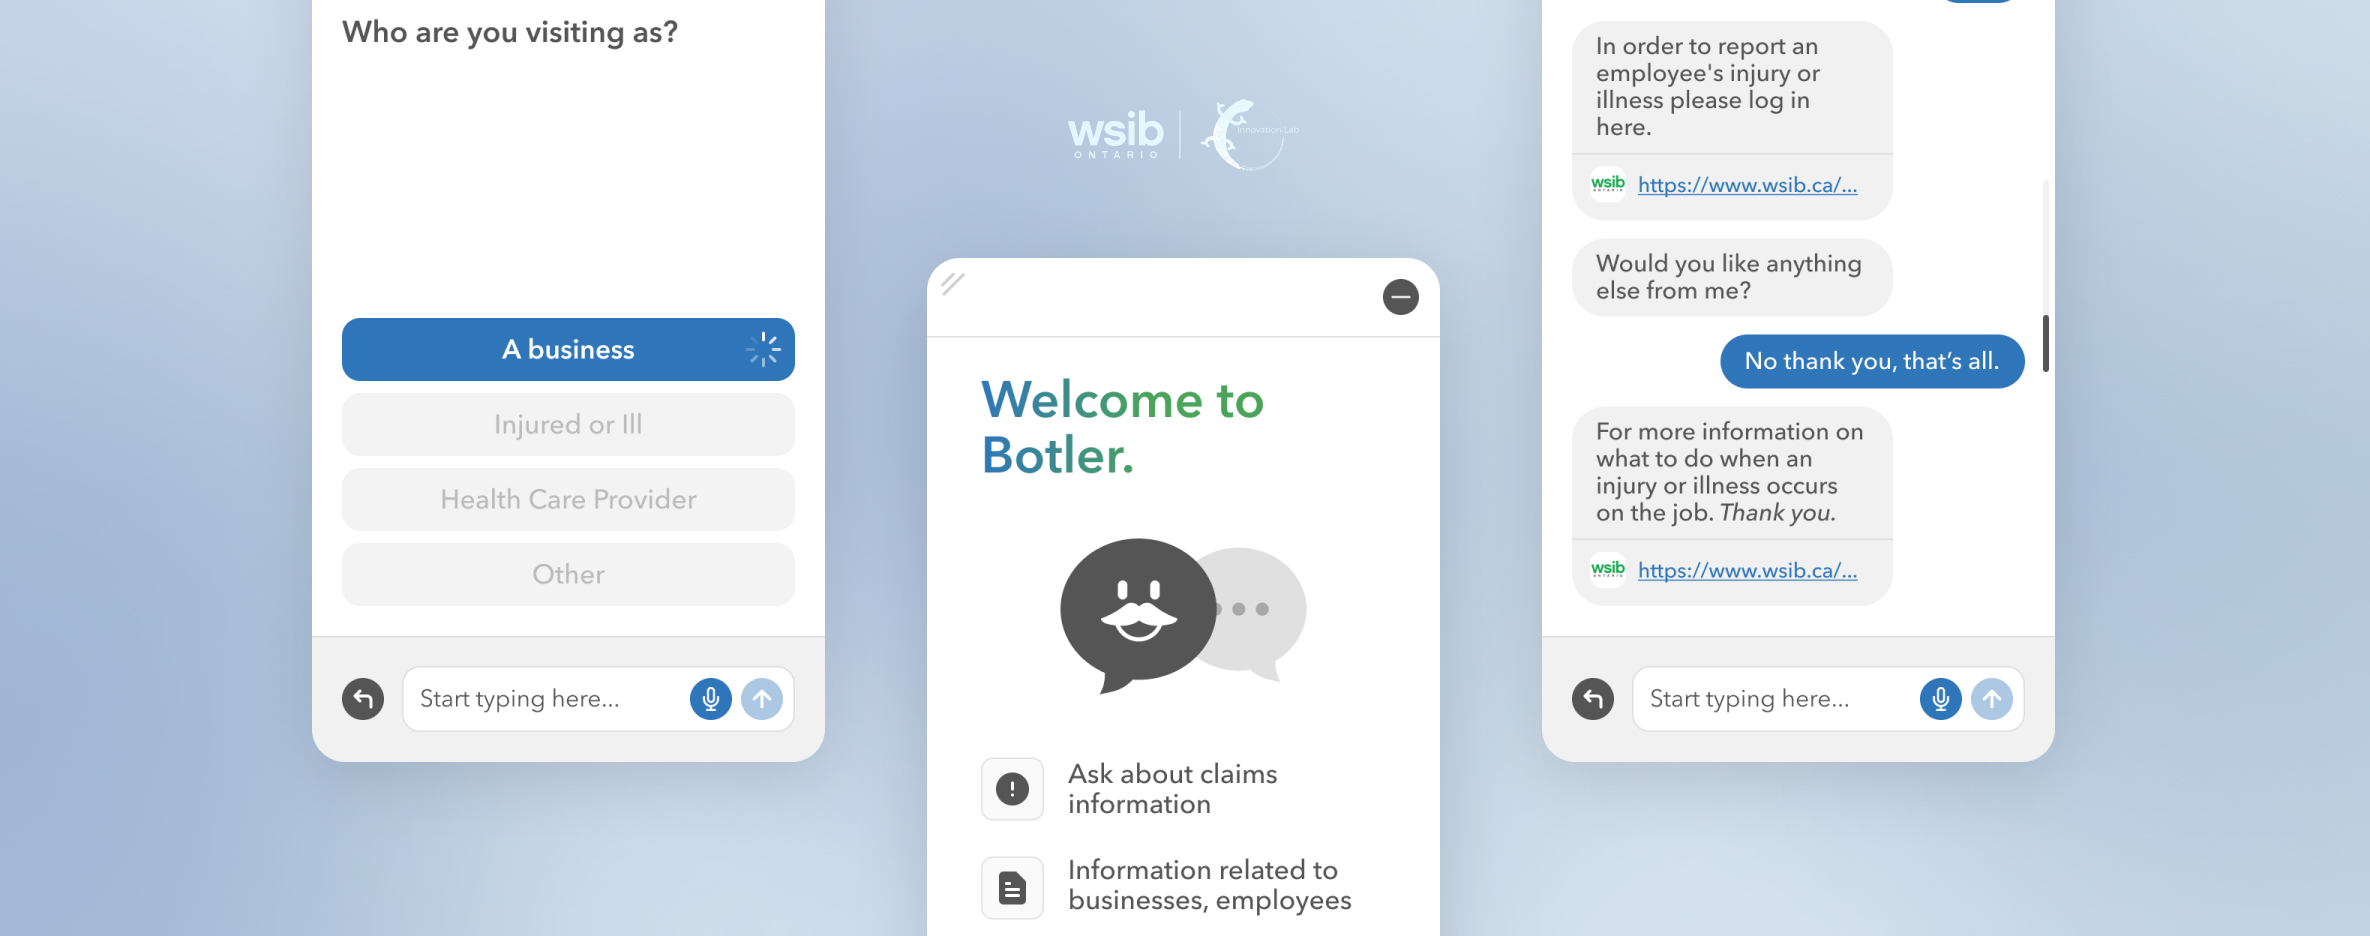 Who are you visiting as?
A business
Injured or Ill
Health Care Provider
Other
Start typing here...
wsib
ONTARIO
Innovation Lab
Welcome to
Botler.
Ask about claims
information
Information related to
businesses, employees
In order to report an
employee's injury or
illness please log in
here.
wsib
ONTARIO
https://www.wsib.ca/...
Would you like anything
else from me?
No thank you, that’s all.
For more information on
what to do when an
injury or illness occurs
on the job. Thank you.
wsib
ONTARIO
https://www.wsib.ca/...
Start typing here...